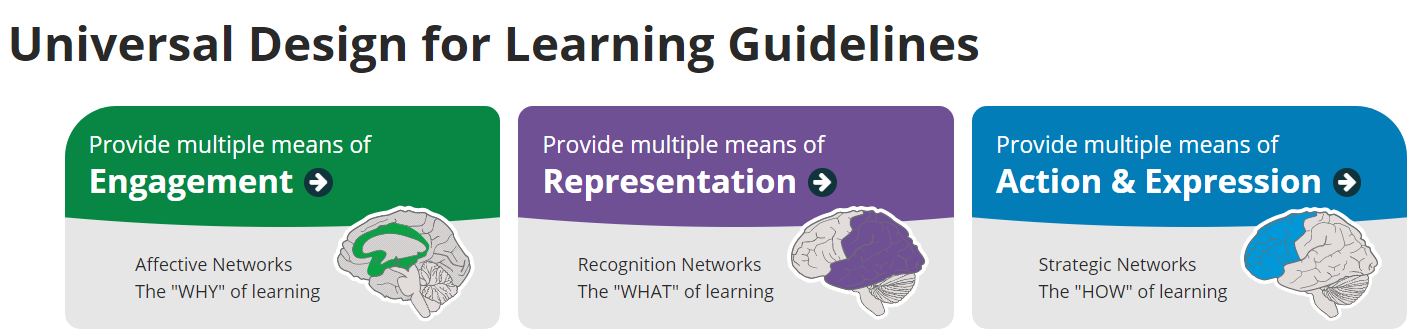 Universal Design for Learning Guidelines
Provide multiple means of
Engagement
Affective Networks
The "WHY" of learning
Provide multiple means of
Representation
Recognition Networks
The "WHAT" of learning
Provide multiple means of
Action & Expression
Strategic Networks
The "HOW" of learning